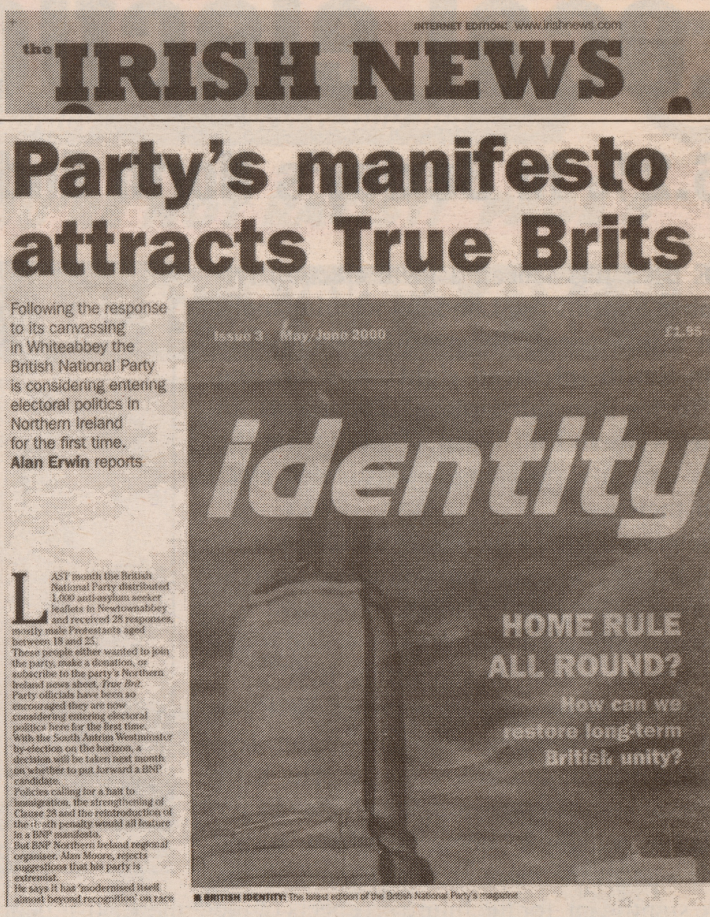 INTERNET EDITION: www.irishnews.com
the IRISH NEWS
Party's manifesto
attracts True Brits
Following the response
to its canvassing
in Whiteabbey the
British National Party
is considering entering
electoral politics in
Northern Ireland
for the first time.
Alan Erwin reports
LAST month the British
National Party distributed
1,000 anti-asylum seeker
leaflets in Newtownabbey
and received 28 responses,
mostly male Protestants aged
between 18 and 25.
These people either wanted to join
the party, make a donation, or
subscribe to the party's Northern
Ireland news sheet, True Brit.
Party officials have been so
encouraged they are now
considering entering electoral
politics here for the first time.
With the South Antrim Westminster
by-election on the horizon, a
decision will be taken next month
on whether to put forward a BNP
candidate.
Policies calling for a halt to
immigration, the strengthening of
Clause 28 and the reintroduction of
the death penalty would all feature
in a BNP manifesto.
But BNP Northern Ireland regional
organiser, Alan Moore, rejects
suggestions that his party is
extremist.
He says it has 'modernised itself
almost beyond recognition' on race
Issue 3 May/June 2000 £1.95
identity
HOME RULE
ALL ROUND?
How can we
restore long-term
British unity?
BRITISH IDENTITY: The latest edition of the British National Party's magazine